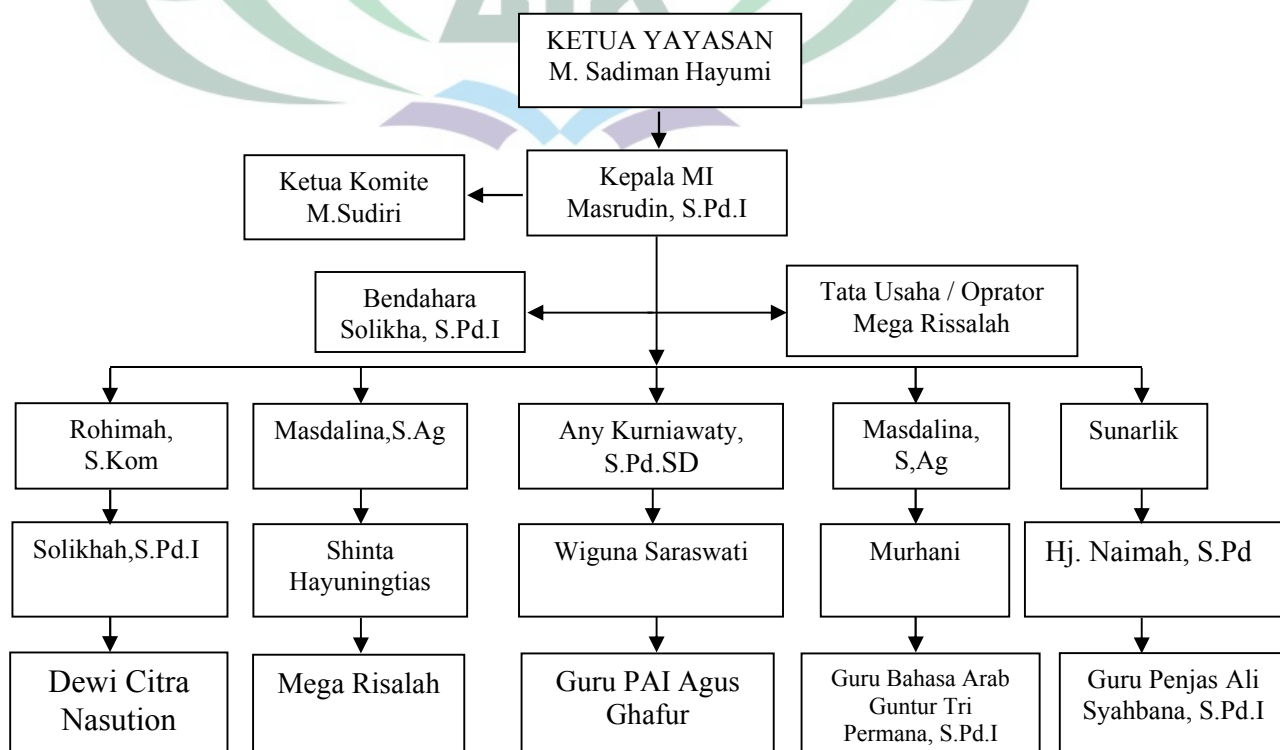 KETUA YAYASAN
M. Sadiman Hayumi
Ketua Komite
M.Sudiri
Kepala MI
Masrudin, S.Pd.I
Bendahara
Solikha, S.Pd.I
Tata Usaha / Oprator
Mega Rissalah
Rohimah,
S.Kom
Masdalina,S.Ag
Any Kurniawaty,
S.Pd.SD
Masdalina,
S,Ag
Sunarlik
Solikhah,S.Pd.I
Shinta
Hayuningtias
Wiguna Saraswati
Murhani
Hj. Naimah, S.Pd
Dewi Citra
Nasution
Mega Risalah
Guru PAI Agus
Ghafur
Guru Bahasa Arab
Guntur Tri
Permana, S.Pd.I
Guru Penjas Ali
Syahbana, S.Pd.I